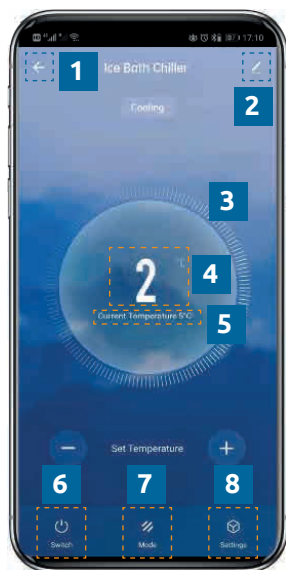 17:10
1
Ice Bath Chiller
2
Cooling
3
2 °C
4
Current Temperature 5°C
5
Set Temperature
6
7
8
Switch
Mode
Settings